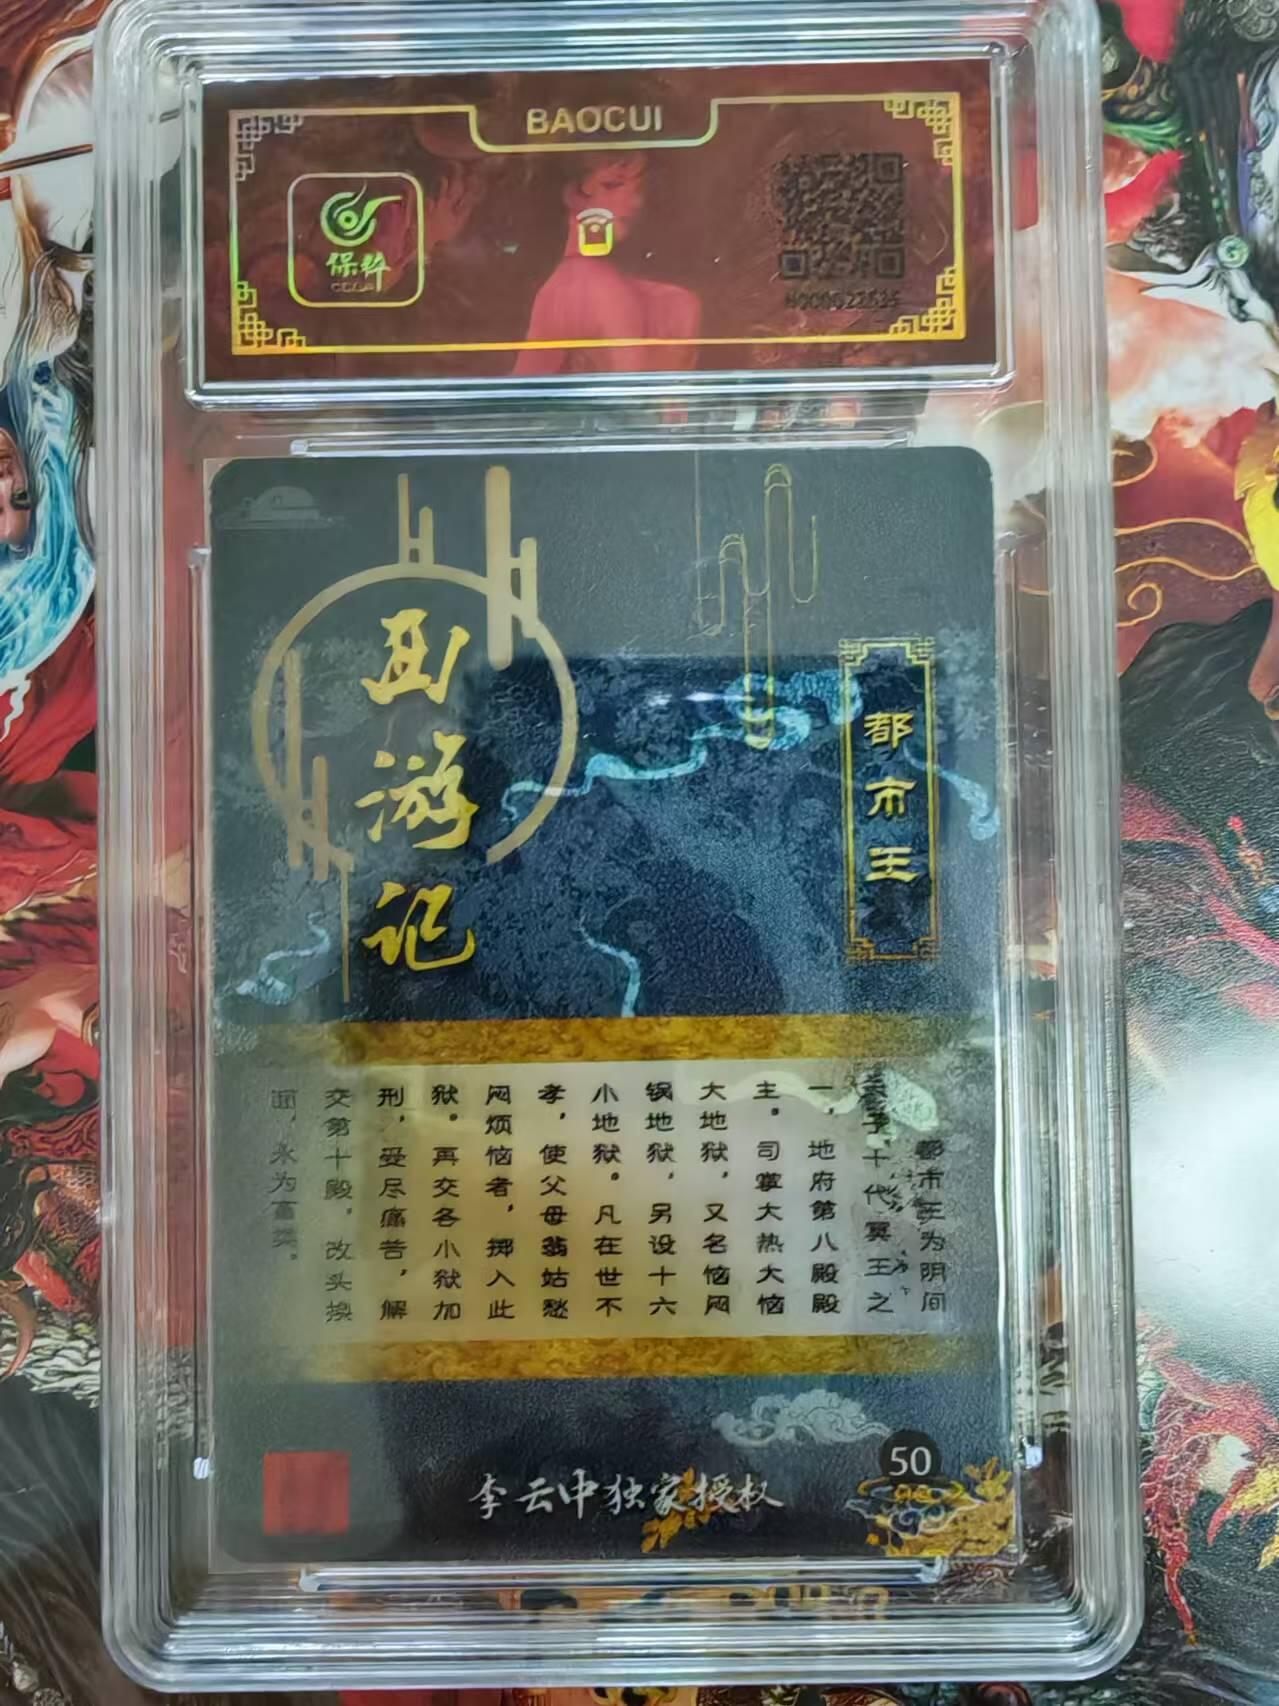 BAOCUI
保粹
西游记
都市王
都市王为阴间
天子，十代冥王之
一，地府第八殿殿
主。司掌大热大恼
大地狱，又名恼闷
锅地狱，另设十六
小地狱。凡在世不
孝，使父母翁姑愁
闷烦恼者，掷入此
狱。再交各小狱加
刑，受尽痛苦，解
交第十殿，改头换
面，永为畜类。
李云中独家授权
50